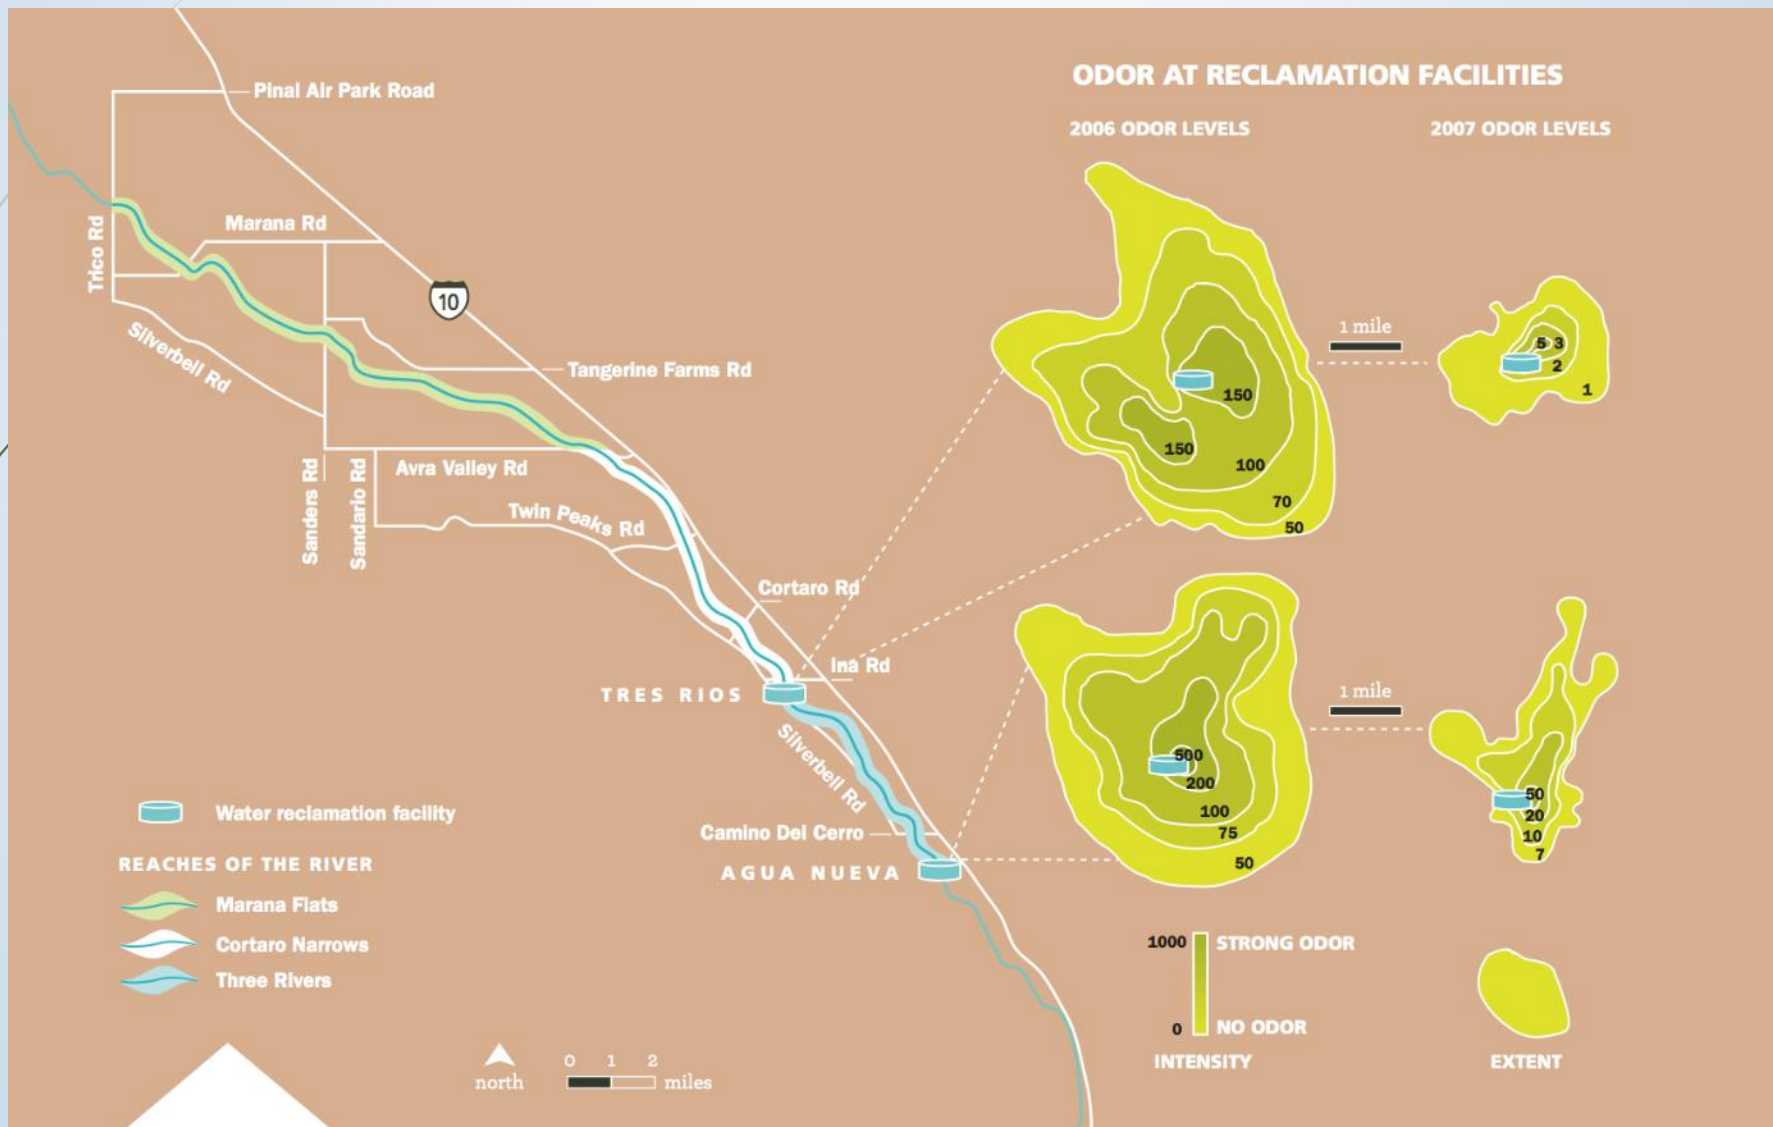 ODOR AT RECLAMATION FACILITIES
2006 ODOR LEVELS
2007 ODOR LEVELS
Pinal Air Park Road
Trico Rd
Marana Rd
10
Silverbell Rd
Tangerine Farms Rd
Sanders Rd
Sandario Rd
Avra Valley Rd
Twin Peaks Rd
Cortaro Rd
Ina Rd
TRES RIOS
Silverbell Rd
Camino Del Cerro
AGUA NUEVA
150
150
100
70
50
1 mile
5
3
2
1
500
200
100
75
50
1 mile
50
20
10
7
Water reclamation facility
REACHES OF THE RIVER
Marana Flats
Cortaro Narrows
Three Rivers
north
0 1 2
miles
1000 STRONG ODOR
0 NO ODOR
INTENSITY
EXTENT